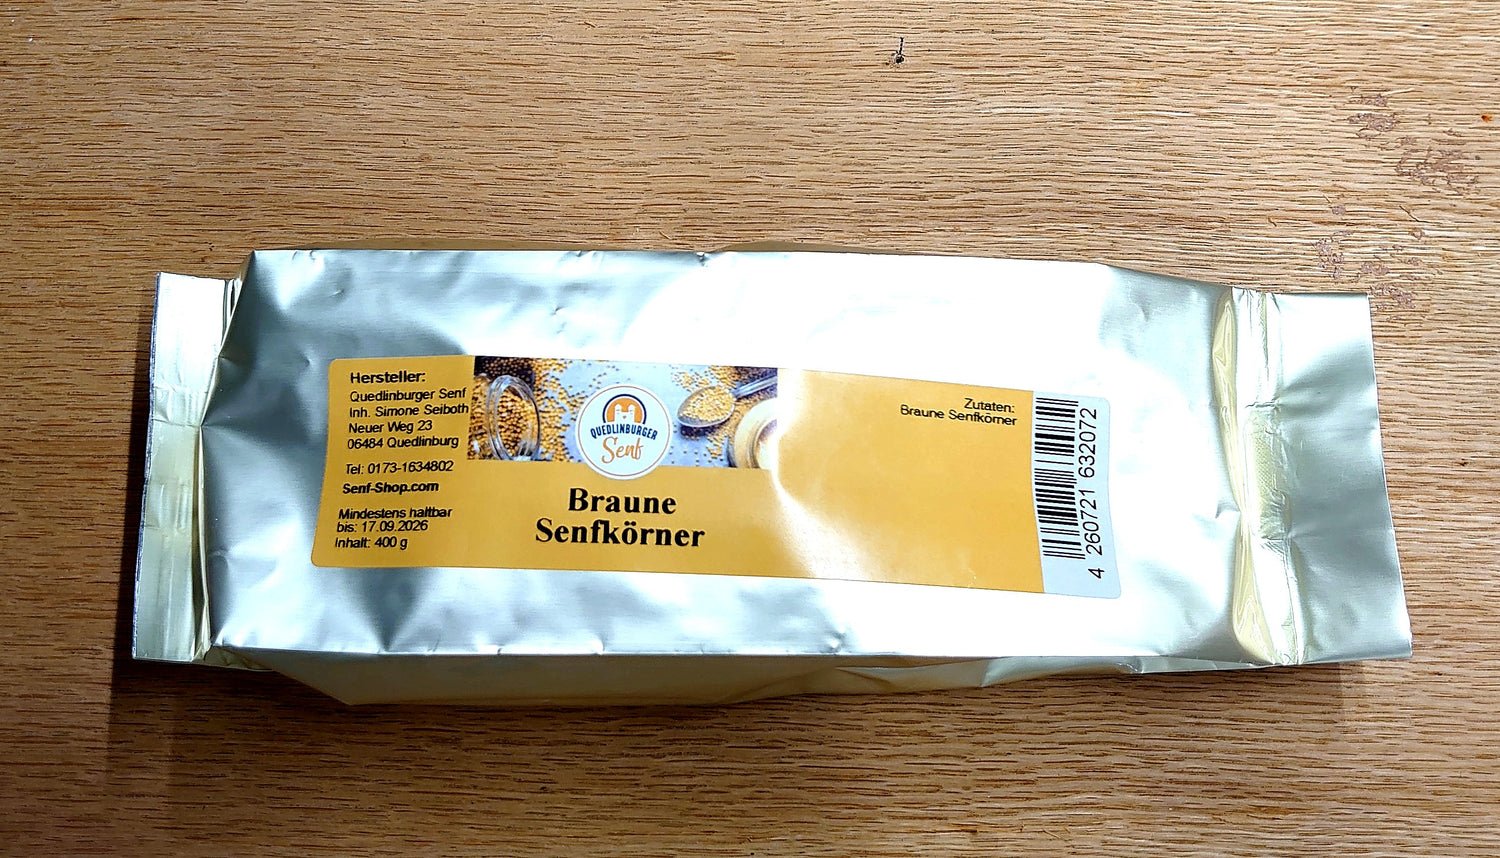 Hersteller:
Quedlinburger Senf
Inh. Simone Seiboth
Neuer Weg 23
06484 Quedlinburg
Tel: 0173-1634802
Senf-Shop.com
Mindestens haltbar
bis: 17.09.2026
Inhalt: 400 g
QUEDLINBURGER
Senf
Braune
Senfkörner
Zutaten:
Braune Senfkörner
4 260721 632072